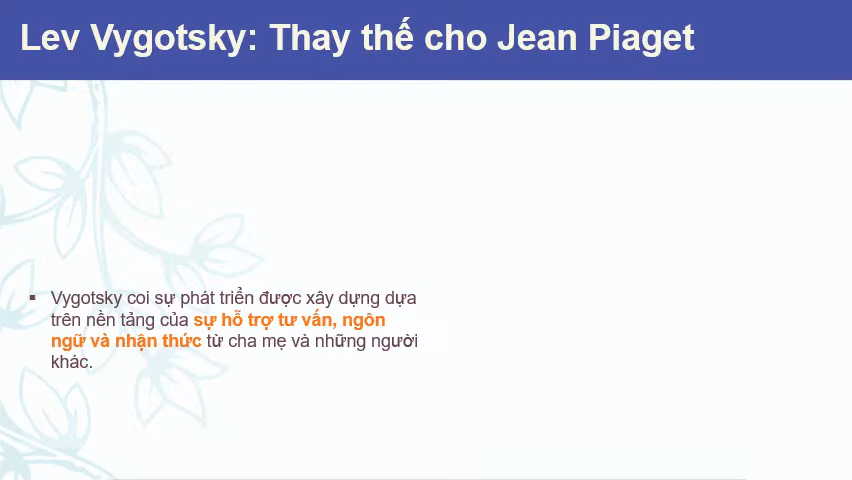 Lev Vygotsky: Thay thế cho Jean Piaget
▪ Vygotsky coi sự phát triển được xây dựng dựa
trên nền tảng của sự hỗ trợ tư vấn, ngôn
ngữ và nhận thức từ cha mẹ và những người
khác.